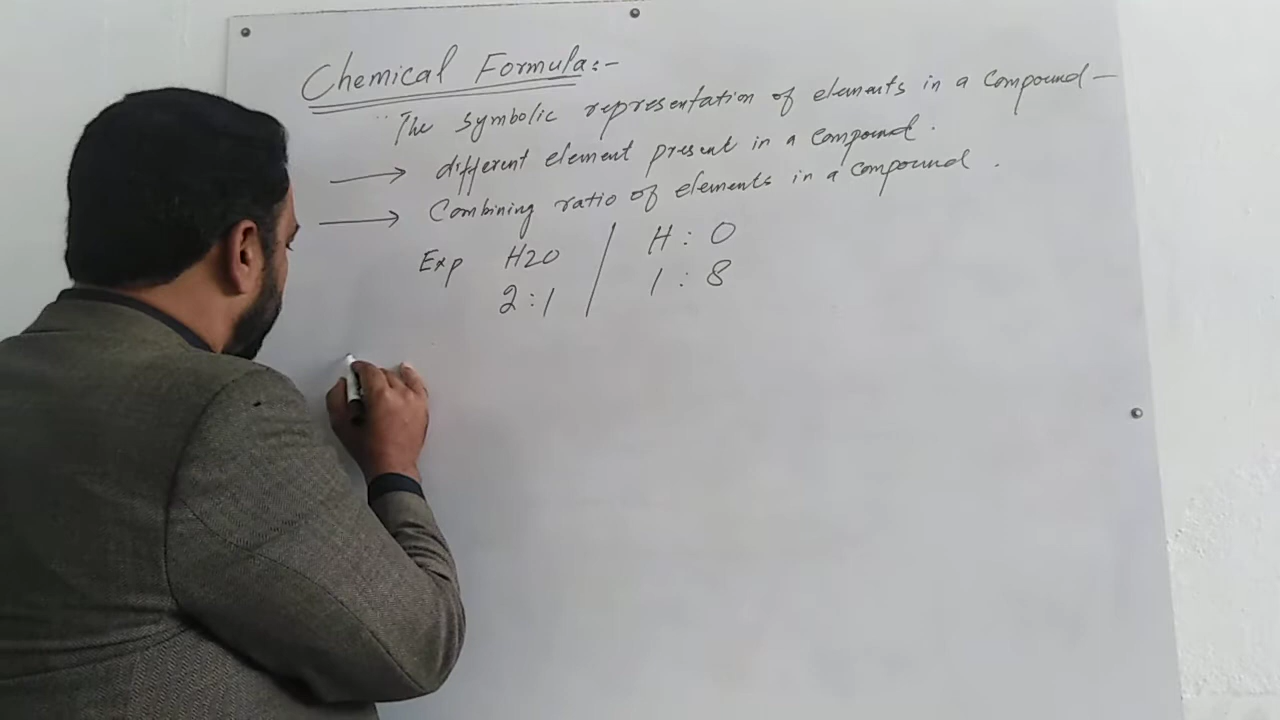 Chemical Formula:-
"The symbolic representation of elements in a compound -
→ different element present in a compound.
→ Combining ratio of elements in a compound.
Exp H2O / H : O
2:1 / 1 : 8